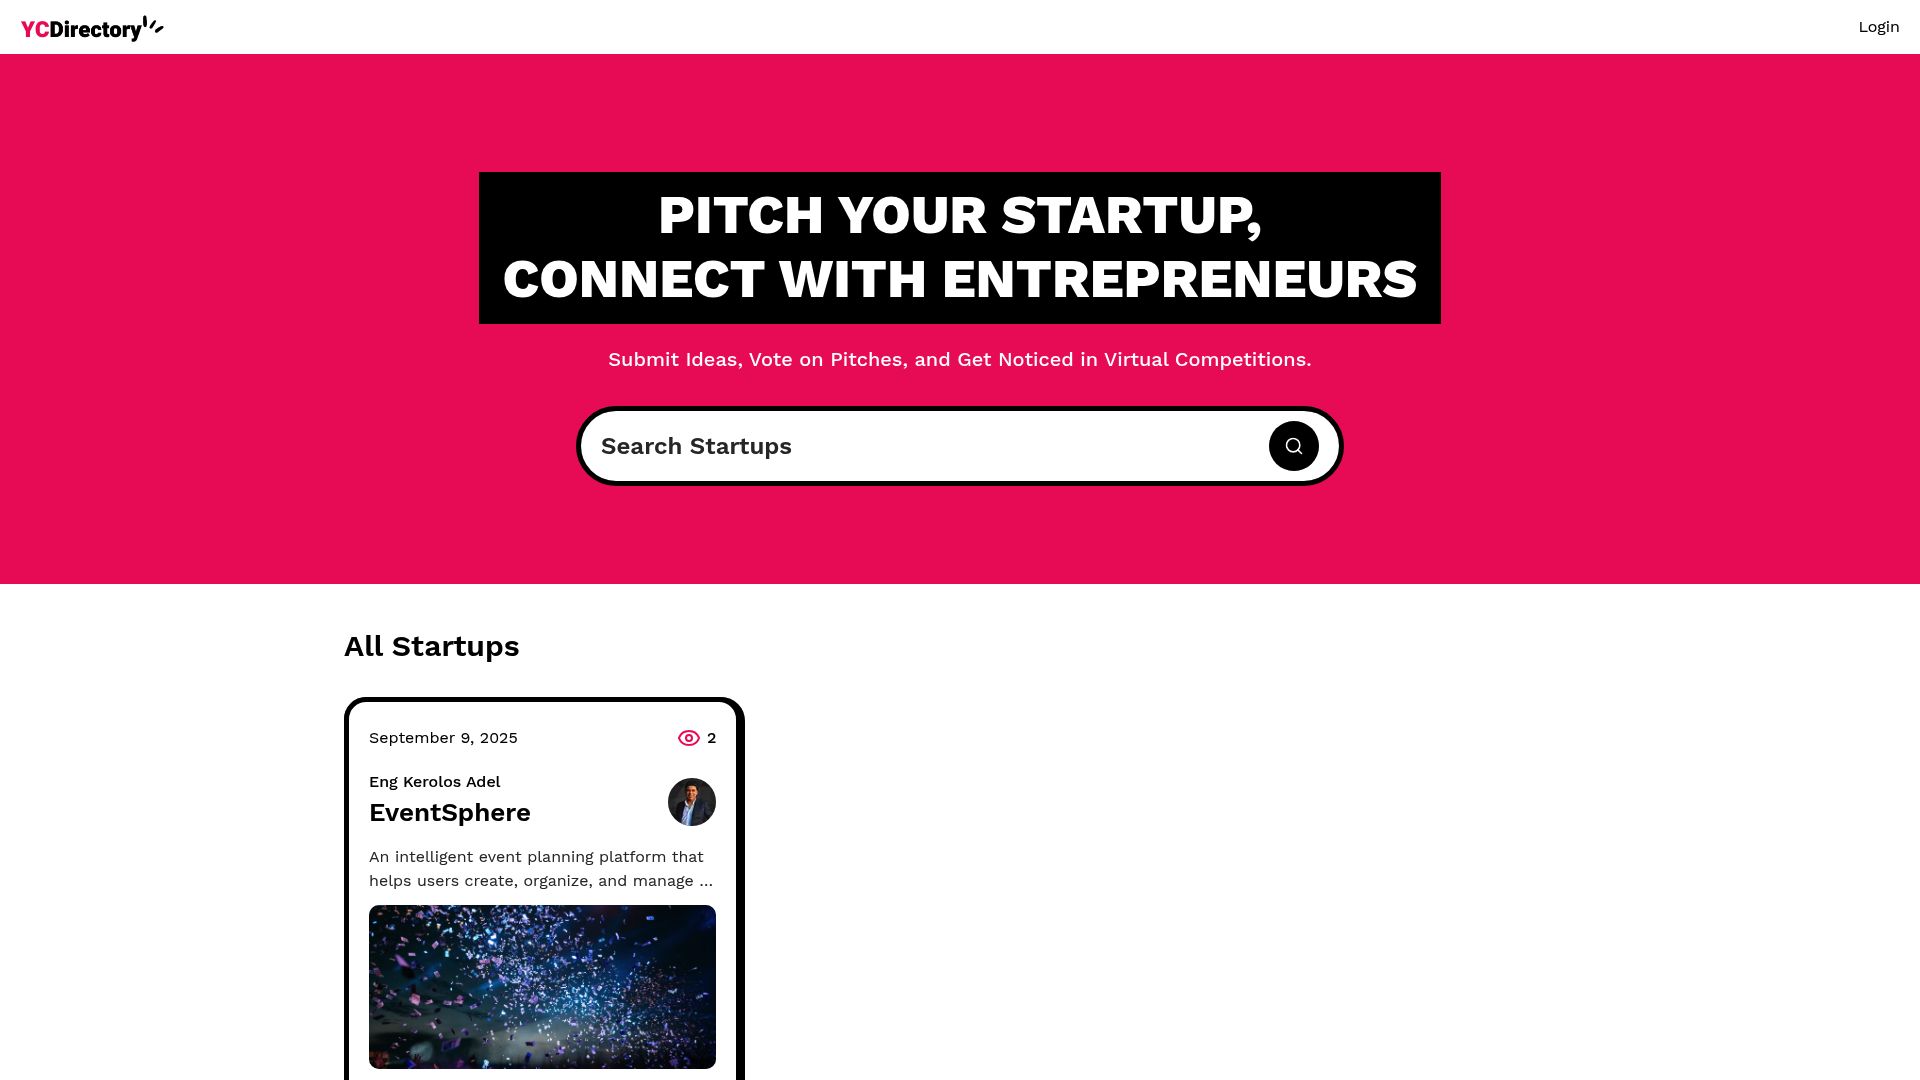 YCDirectory
Login
PITCH YOUR STARTUP,
CONNECT WITH ENTREPRENEURS
Submit Ideas, Vote on Pitches, and Get Noticed in Virtual Competitions.
Search Startups
All Startups
September 9, 2025
2
Eng Kerolos Adel
EventSphere
An intelligent event planning platform that
helps users create, organize, and manage ...